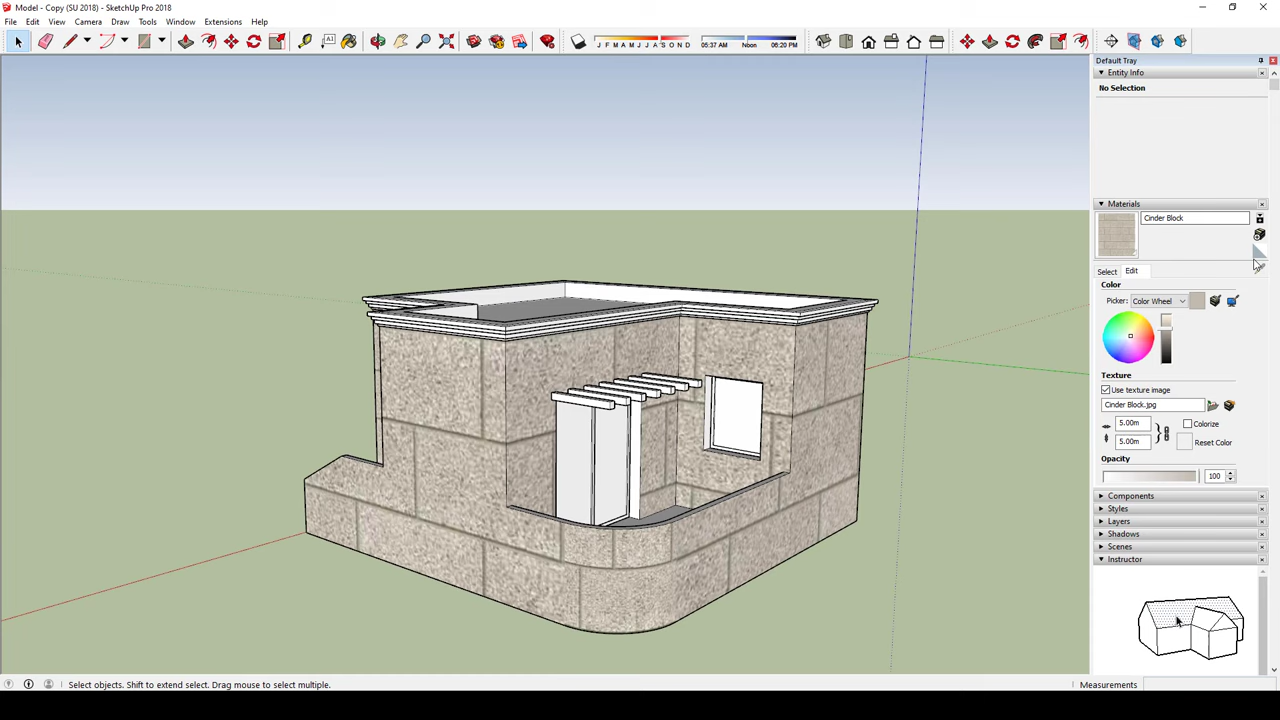 Model - Copy (SU 2018) - SketchUp Pro 2018
File Edit View Camera Draw Tools Window Extensions Help
J F M A M J J A S O N D
05:37 AM Noon 06:20 PM
Default Tray
Entity Info
No Selection
Materials
Cinder Block
Select Edit
Color
Picker: Color Wheel
Texture
Use texture image
Cinder Block.jpg
5.00m
Colorize
5.00m
Reset Color
Opacity
100
Components
Styles
Layers
Shadows
Scenes
Instructor
Select objects. Shift to extend select. Drag mouse to select multiple.
Measurements